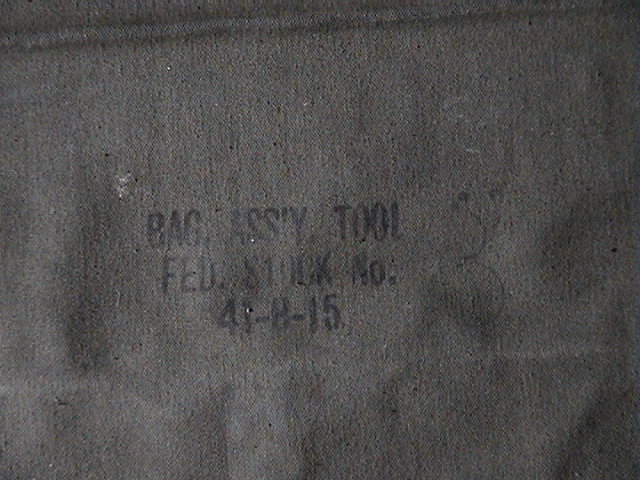 BAG, ASS'Y, TOOL
FED. STOCK No.
41-B-15